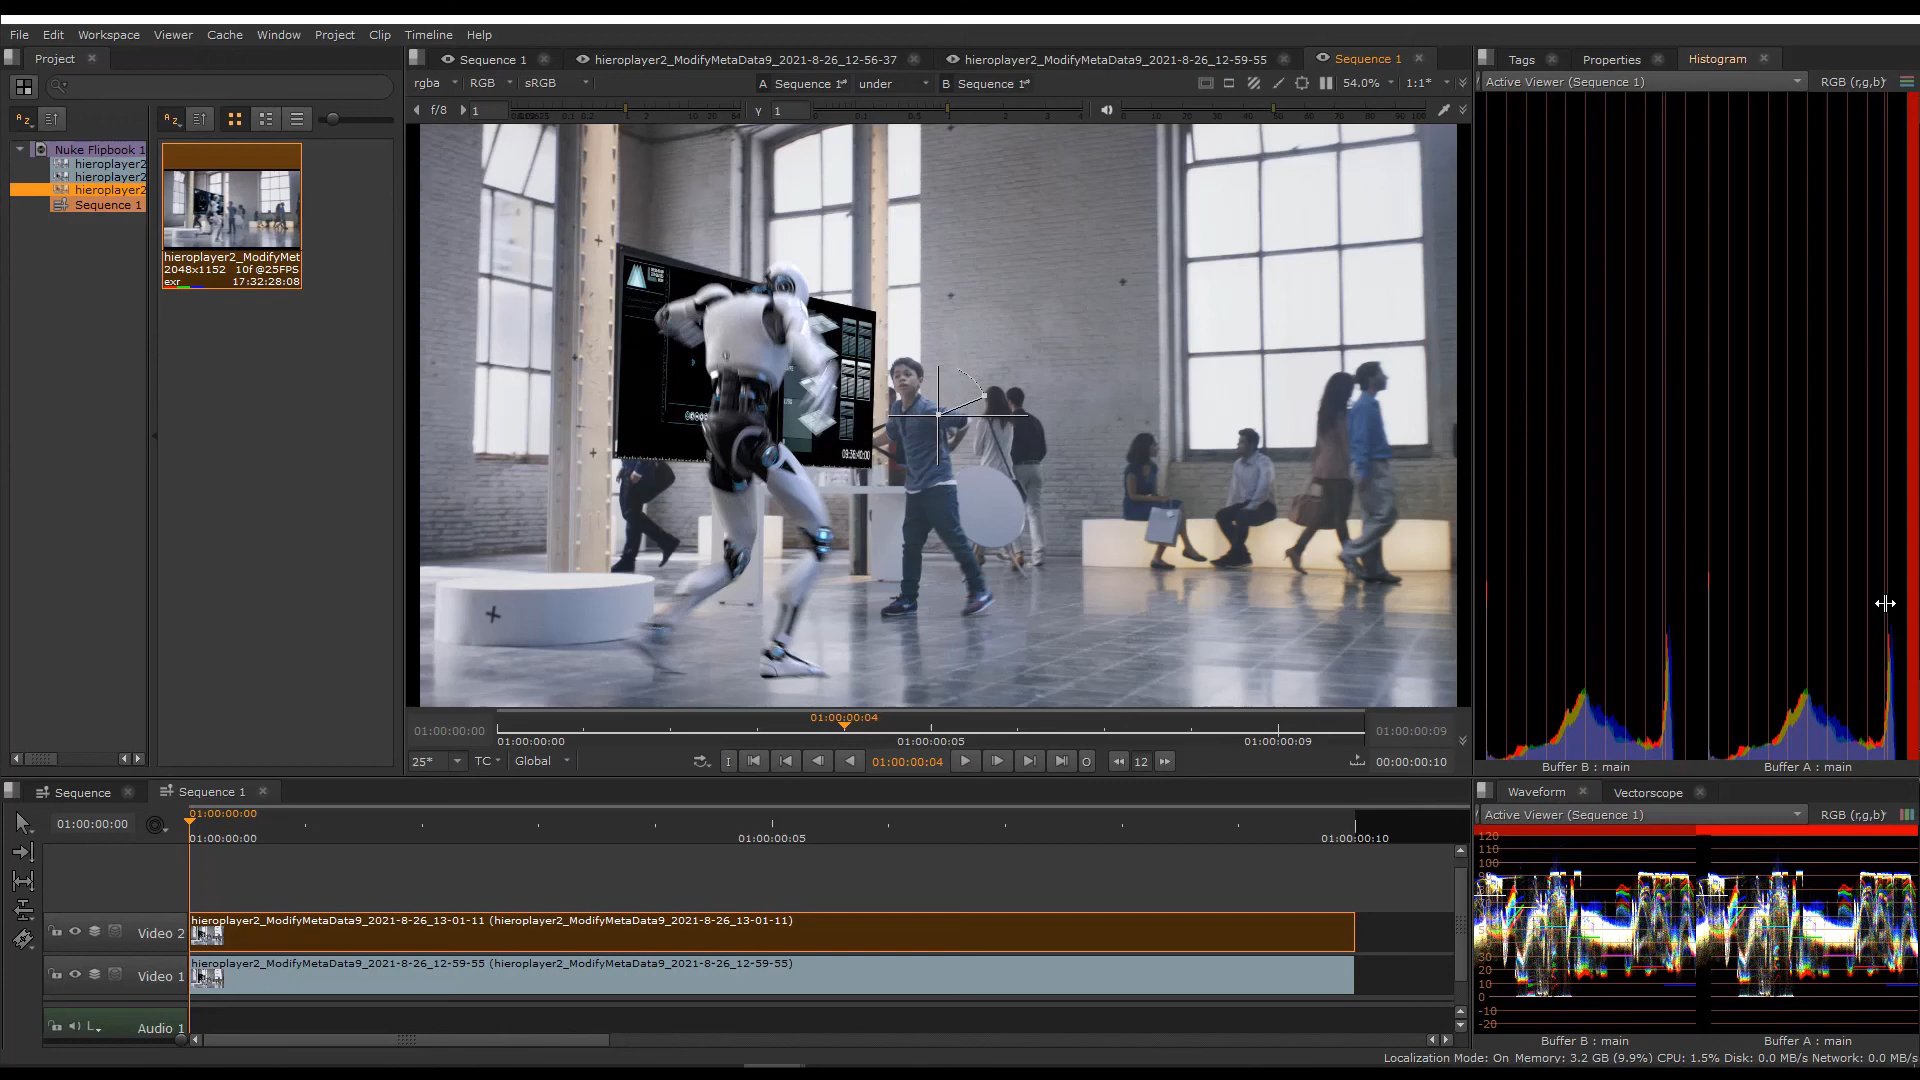 File Edit Workspace Viewer Cache Window Project Clip Timeline Help
Project
Sequence 1
hieroplayer2_ModifyMetaData9_2021-8-26_12-56-37
hieroplayer2_ModifyMetaData9_2021-8-26_12-59-55
Sequence 1
Tags
Properties
Histogram
rgba RGB sRGB A Sequence 1* under B Sequence 1* 54.0% 1:1*
Active Viewer (Sequence 1) RGB (r,g,b)
f/8 1 γ 1
Nuke Flipbook 1
hieroplayer2
hieroplayer2
hieroplayer2
Sequence 1
hieroplayer2_ModifyMet
2048x1152 10f @25FPS
exr 17:32:28:08
09:36:40:00
01:00:00:04
01:00:00:00 01:00:00:09
01:00:00:00 01:00:00:05 01:00:00:09
25* TC Global I 01:00:00:04 O 12 00:00:00:10
Buffer B : main Buffer A : main
Sequence
Sequence 1
01:00:00:00
01:00:00:00
01:00:00:00 01:00:00:05 01:00:00:10
Video 2
hieroplayer2_ModifyMetaData9_2021-8-26_13-01-11 (hieroplayer2_ModifyMetaData9_2021-8-26_13-01-11)
Video 1
hieroplayer2_ModifyMetaData9_2021-8-26_12-59-55 (hieroplayer2_ModifyMetaData9_2021-8-26_12-59-55)
L Audio 1
Waveform
Vectorscope
Active Viewer (Sequence 1) RGB (r,g,b)
120
110
100
30
20
10
0
-10
-20
Buffer B : main Buffer A : main
Localization Mode: On Memory: 3.2 GB (9.9%) CPU: 1.5% Disk: 0.0 MB/s Network: 0.0 MB/s